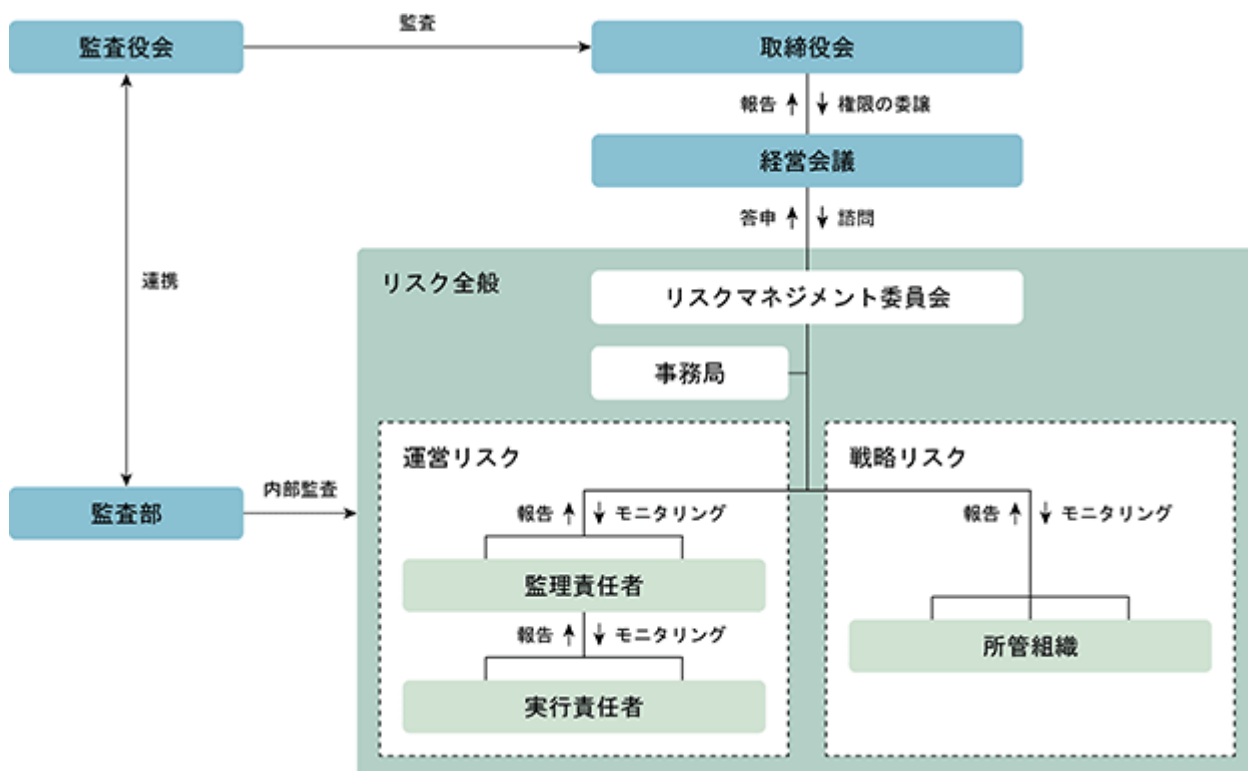 監査役会
監査
取締役会
報告 ↑ ↓ 権限の委譲
経営会議
答申 ↑ ↓ 諮問
連携
リスク全般
リスクマネジメント委員会
事務局
運営リスク
戦略リスク
監査部
内部監査
報告 ↑ ↓ モニタリング
報告 ↑ ↓ モニタリング
監理責任者
報告 ↑ ↓ モニタリング
所管組織
実行責任者